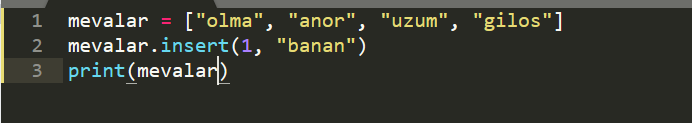 1 mevalar = ["olma", "anor", "uzum", "gilos"]
2 mevalar.insert(1, "banan")
3 print(mevalar)